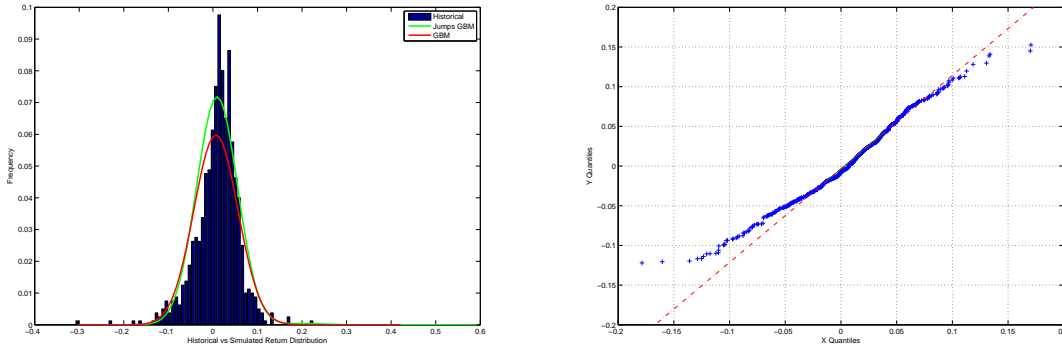 0.1
0.09
0.08
0.07
0.06
0.05
0.04
0.03
0.02
0.01
0
Frequency
−0.4 −0.3 −0.2 −0.1 0 0.1 0.2 0.3 0.4 0.5 0.6
Historical vs Simulated Return Distribution
Historical
Jumps GBM
GBM
0.2
0.15
0.1
0.05
0
−0.05
−0.1
−0.15
−0.2
Y Quantiles
−0.2 −0.15 −0.1 −0.05 0 0.05 0.1 0.15
X Quantiles